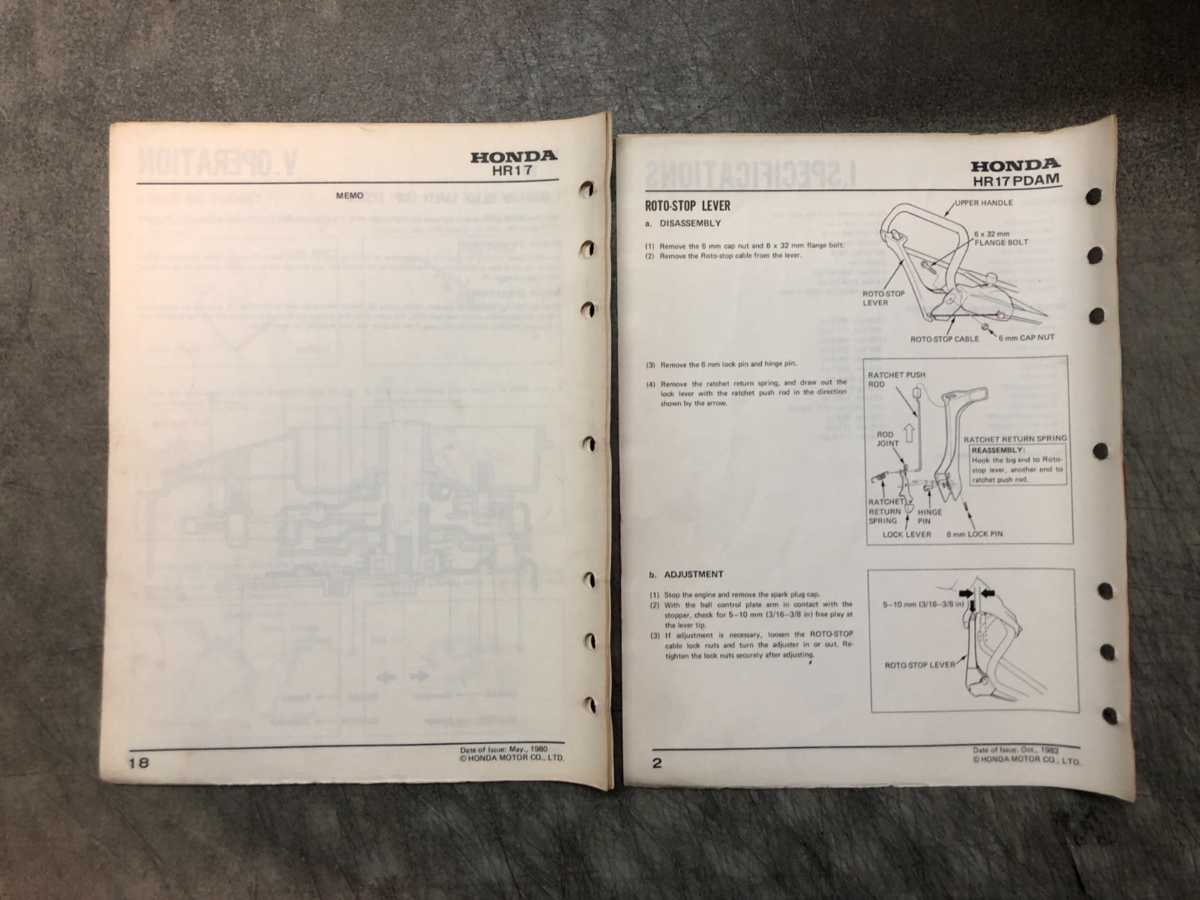 HONDA
HR17
MEMO
18
Date of Issue: May., 1980
© HONDA MOTOR CO., LTD.
HONDA
HR17PDAM
ROTO-STOP LEVER
a. DISASSEMBLY
(1) Remove the 6 mm cap nut and 6 x 32 mm flange bolt.
(2) Remove the Roto-stop cable from the lever.
UPPER HANDLE
6 x 32 mm
FLANGE BOLT
ROTO-STOP
LEVER
ROTO-STOP CABLE
6 mm CAP NUT
(3) Remove the 6 mm lock pin and hinge pin.
(4) Remove the ratchet return spring, and draw out the
lock lever with the ratchet push rod in the direction
shown by the arrow.
RATCHET PUSH
ROD
ROD
JOINT
RATCHET RETURN SPRING
REASSEMBLY:
Hook the big end to Roto-
stop lever, another end to
ratchet push rod.
RATCHET
RETURN
SPRING
HINGE
PIN
LOCK LEVER
6 mm LOCK PIN
b. ADJUSTMENT
(1) Stop the engine and remove the spark plug cap.
(2) With the ball control plate arm in contact with the
stopper, check for 5–10 mm (3/16–3/8 in) free play at
the lever tip.
(3) If adjustment is necessary, loosen the ROTO-STOP
cable lock nuts and turn the adjuster in or out. Re-
tighten the lock nuts securely after adjusting.
5–10 mm (3/16–3/8 in)
ROTO-STOP LEVER
2
Date of Issue: Oct., 1982
© HONDA MOTOR CO., LTD.